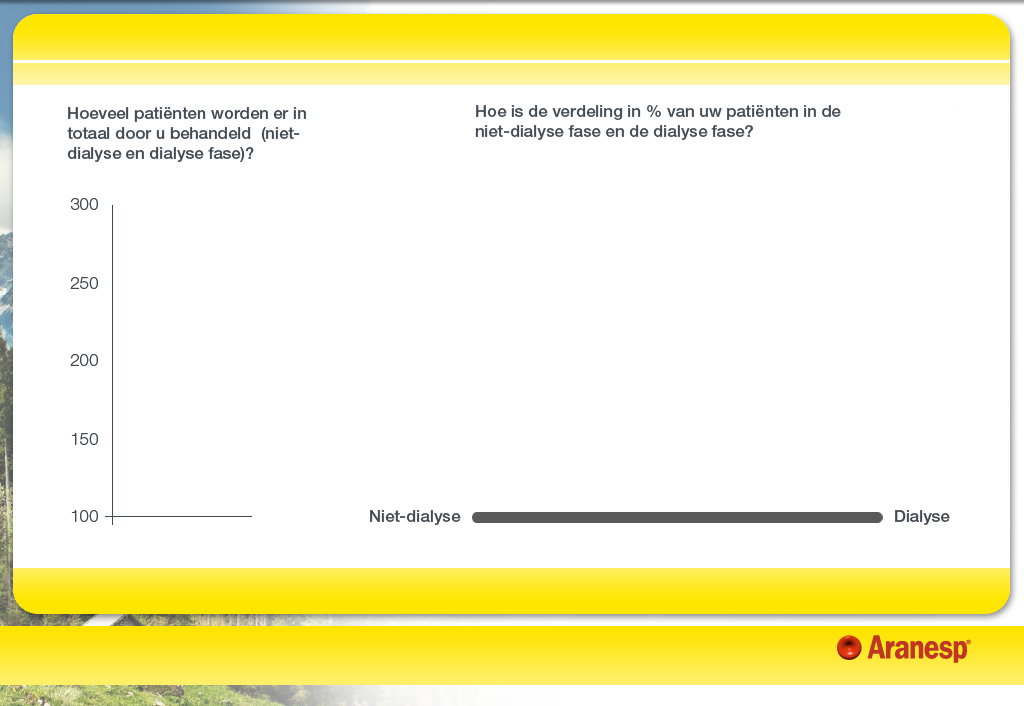 Hoeveel patiënten worden er in
totaal door u behandeld  (niet-
dialyse en dialyse fase)?
Hoe is de verdeling in % van uw patiënten in de
niet-dialyse fase en de dialyse fase?
300
250
200
150
100
Niet-dialyse
Dialyse
Aranesp®